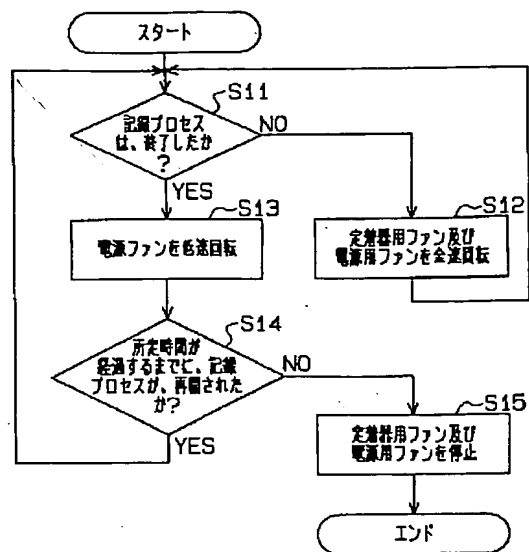 スタート
S11
記録プロセス
は、終了したか
?
NO
YES
S13
電源ファンを低速回転
S12
定着器用ファン及び
電源用ファンを全速回転
S14
所定時間が
経過するまでに、記録
プロセスが、再開された
か?
NO
YES
S15
定着器用ファン及び
電源用ファンを停止
エンド